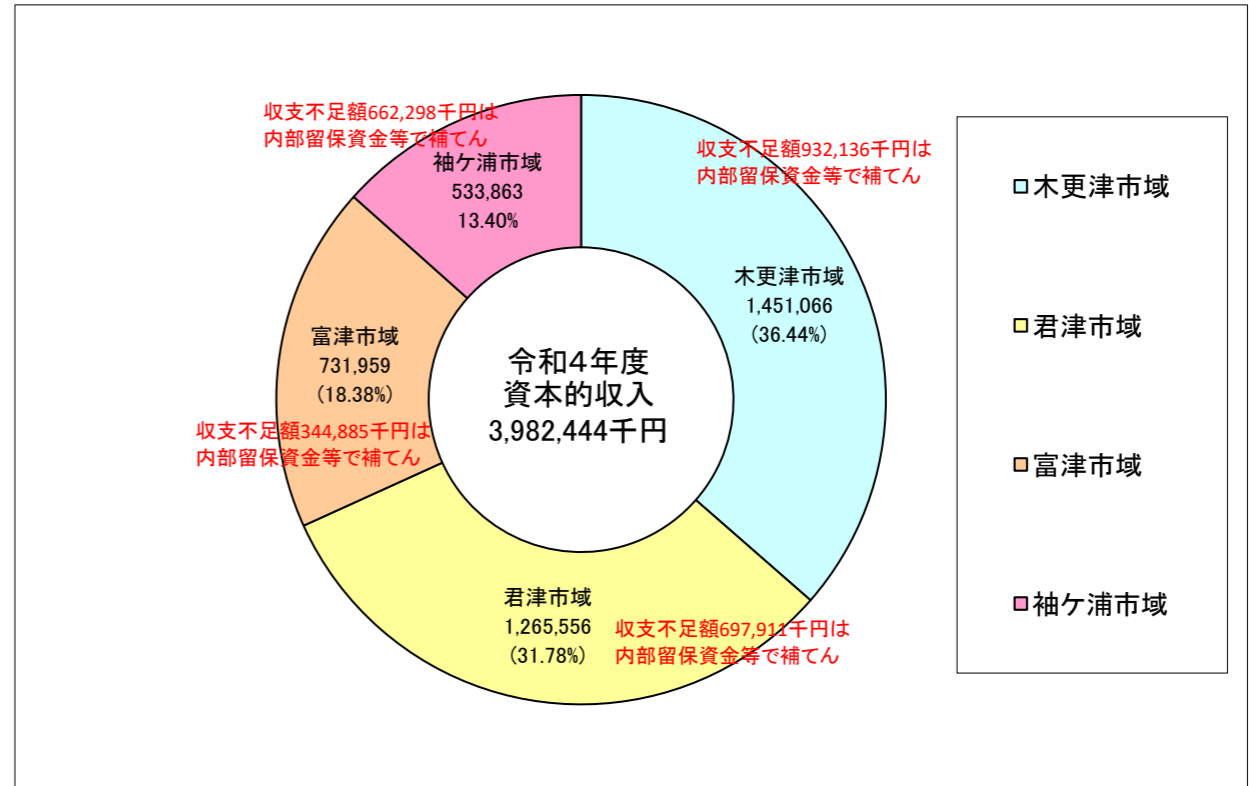 収支不足額662,298千円は
内部留保資金等で補てん
袖ケ浦市域
533,863
13.40%
収支不足額932,136千円は
内部留保資金等で補てん
木更津市域
1,451,066
(36.44%)
富津市域
731,959
(18.38%)
収支不足額344,885千円は
内部留保資金等で補てん
令和4年度
資本的収入
3,982,444千円
君津市域
1,265,556
(31.78%)
収支不足額697,911千円は
内部留保資金等で補てん
木更津市域
君津市域
富津市域
袖ケ浦市域